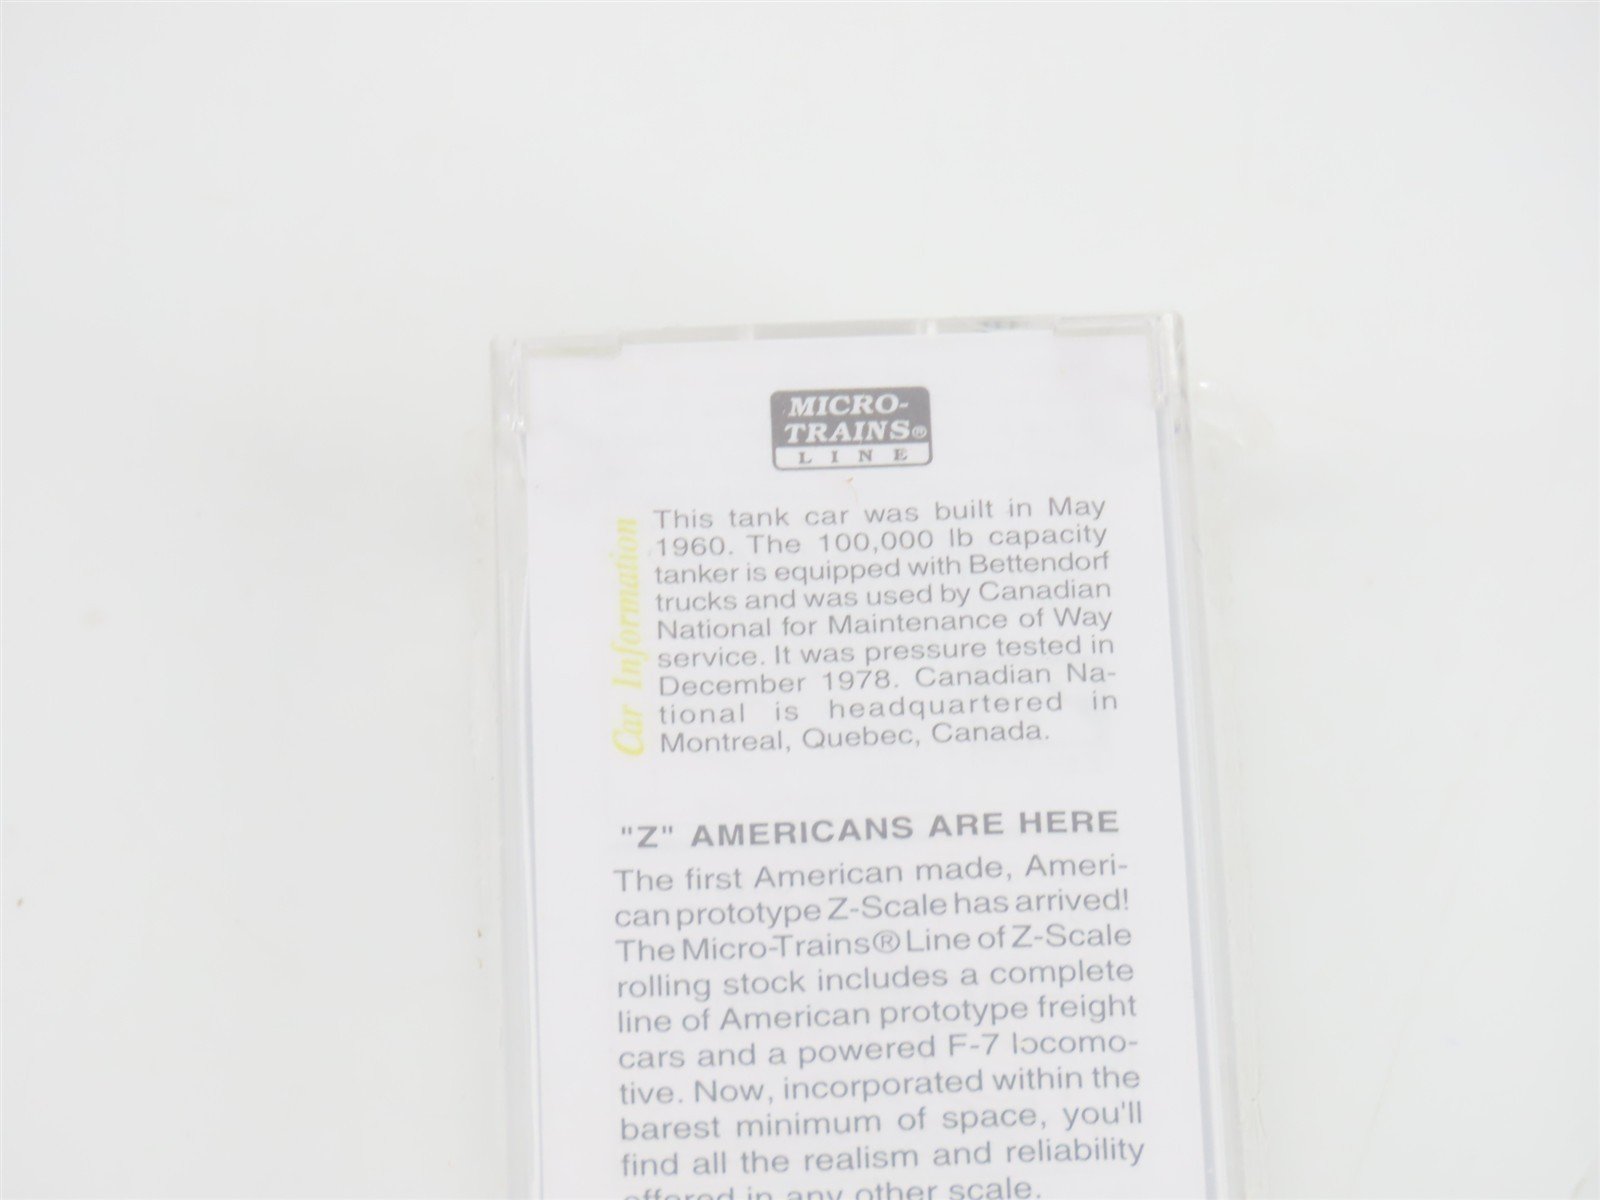 MICRO-
TRAINS®
LINE
Car Information
This tank car was built in May
1960. The 100,000 lb capacity
tanker is equipped with Bettendorf
trucks and was used by Canadian
National for Maintenance of Way
service. It was pressure tested in
December 1978. Canadian Na-
tional is headquartered in
Montreal, Quebec, Canada.
"Z" AMERICANS ARE HERE
The first American made, Ameri-
can prototype Z-Scale has arrived!
The Micro-Trains® Line of Z-Scale
rolling stock includes a complete
line of American prototype freight
cars and a powered F-7 locomo-
tive. Now, incorporated within the
barest minimum of space, you'll
find all the realism and reliability
offered in any other scale.